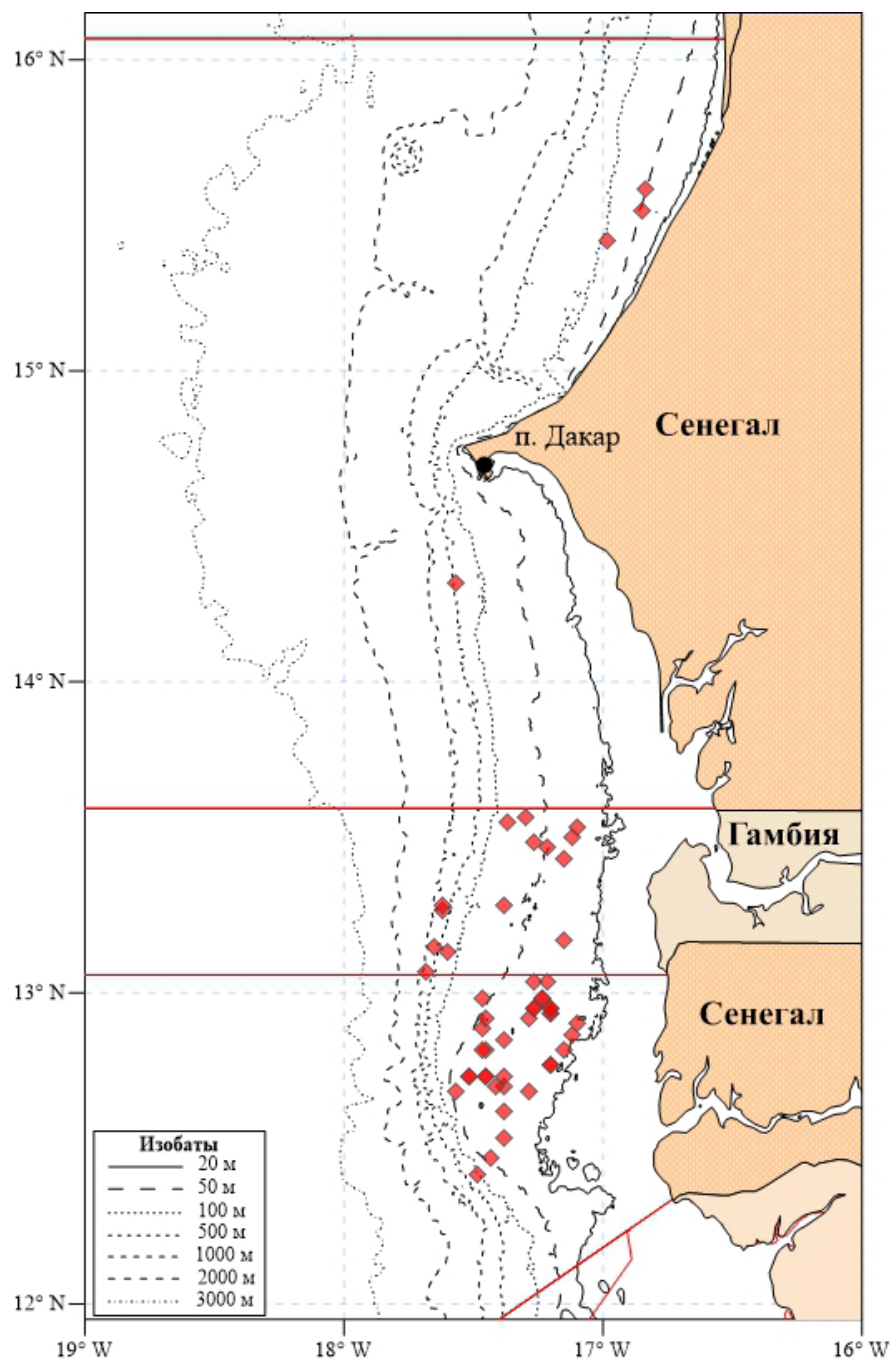 16° N
15° N
14° N
13° N
12° N
п. Дакар
Сенегал
Гамбия
Сенегал
Изобаты
20 м
50 м
100 м
500 м
1000 м
2000 м
3000 м
19° W
18° W
17° W
16° W